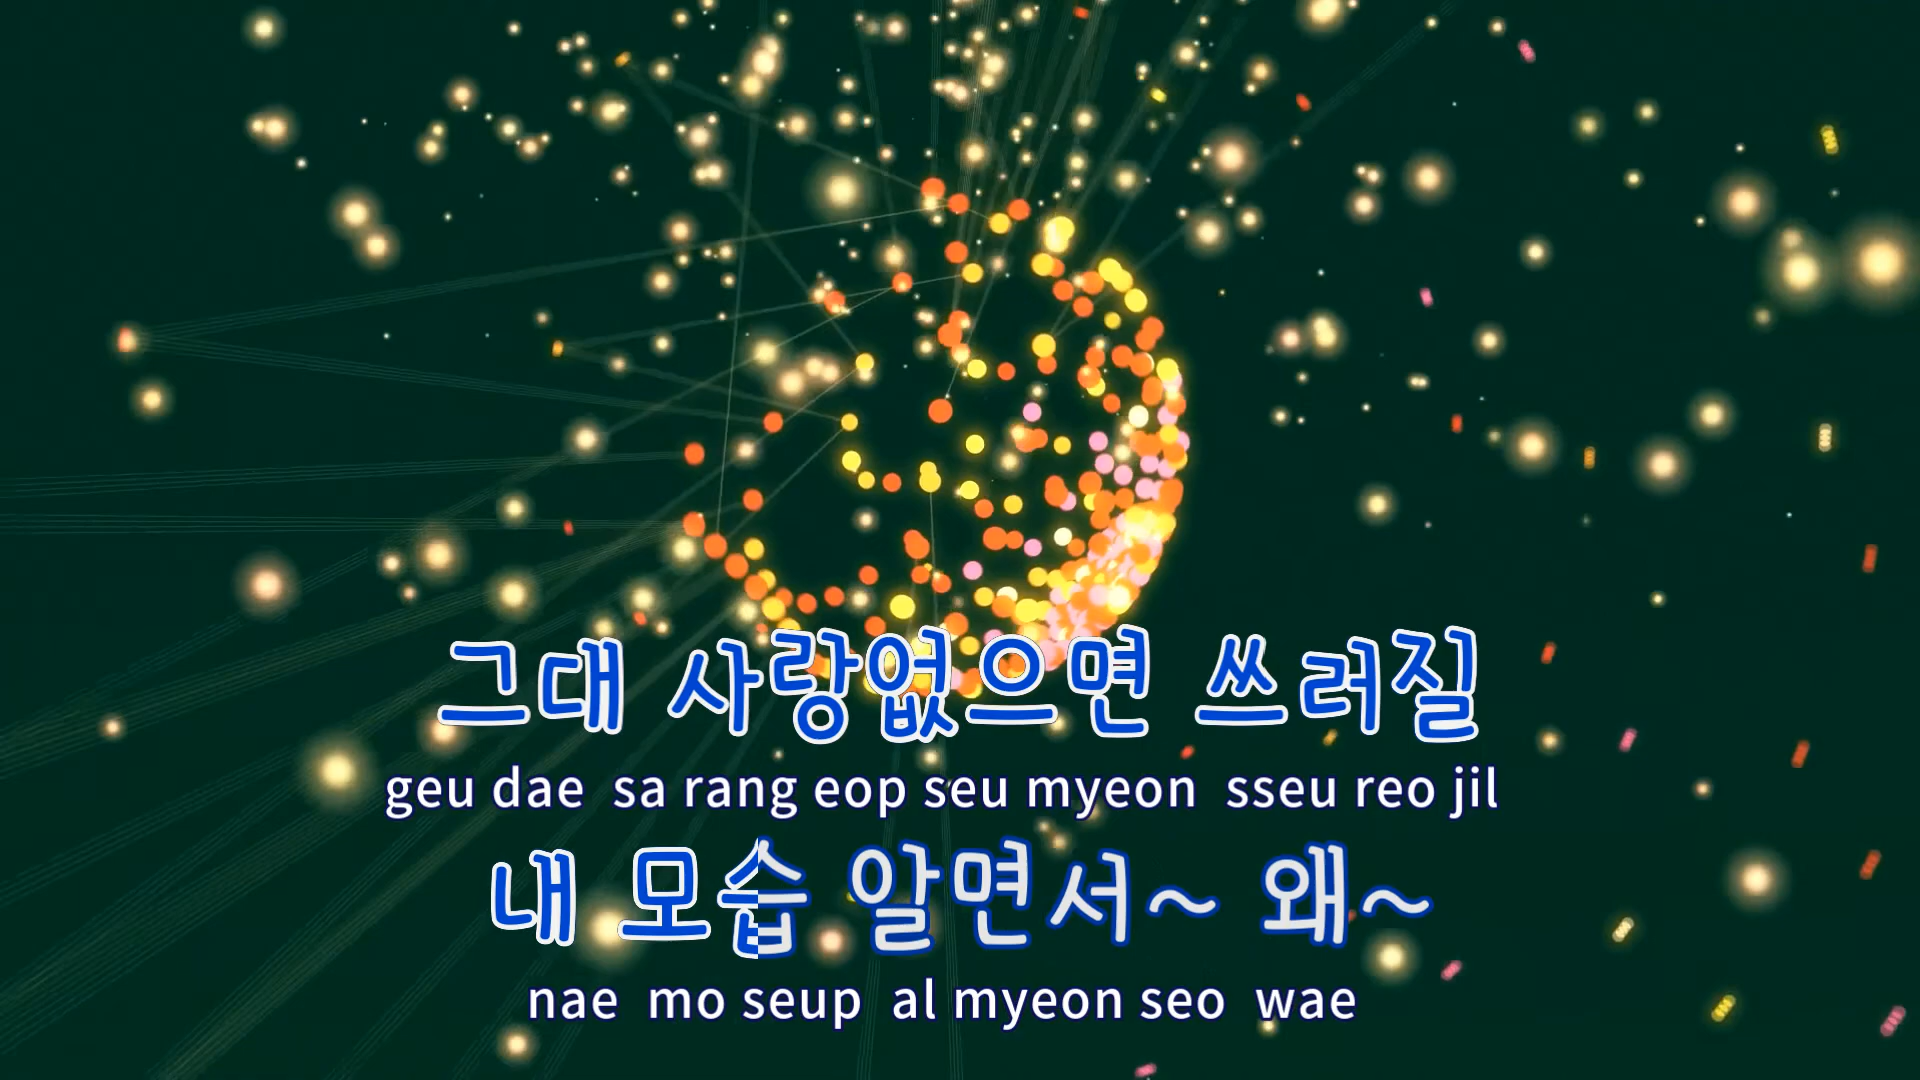 그대 사랑없으면 쓰러질
geu dae sa rang eop seu myeon sseu reo jil
내 모습 알면서~ 왜~
nae mo seup al myeon seo wae